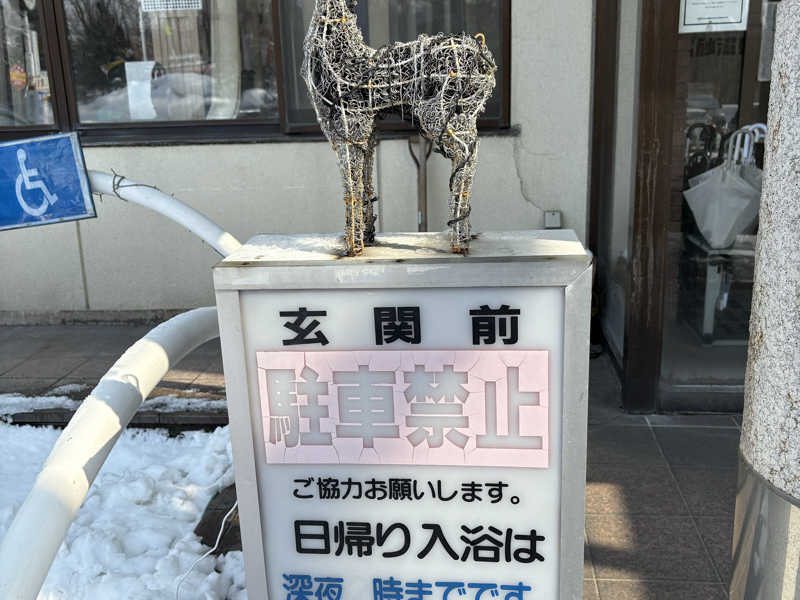 玄関前
駐車禁止
ご協力お願いします。
日帰り入浴は
深夜 時までです